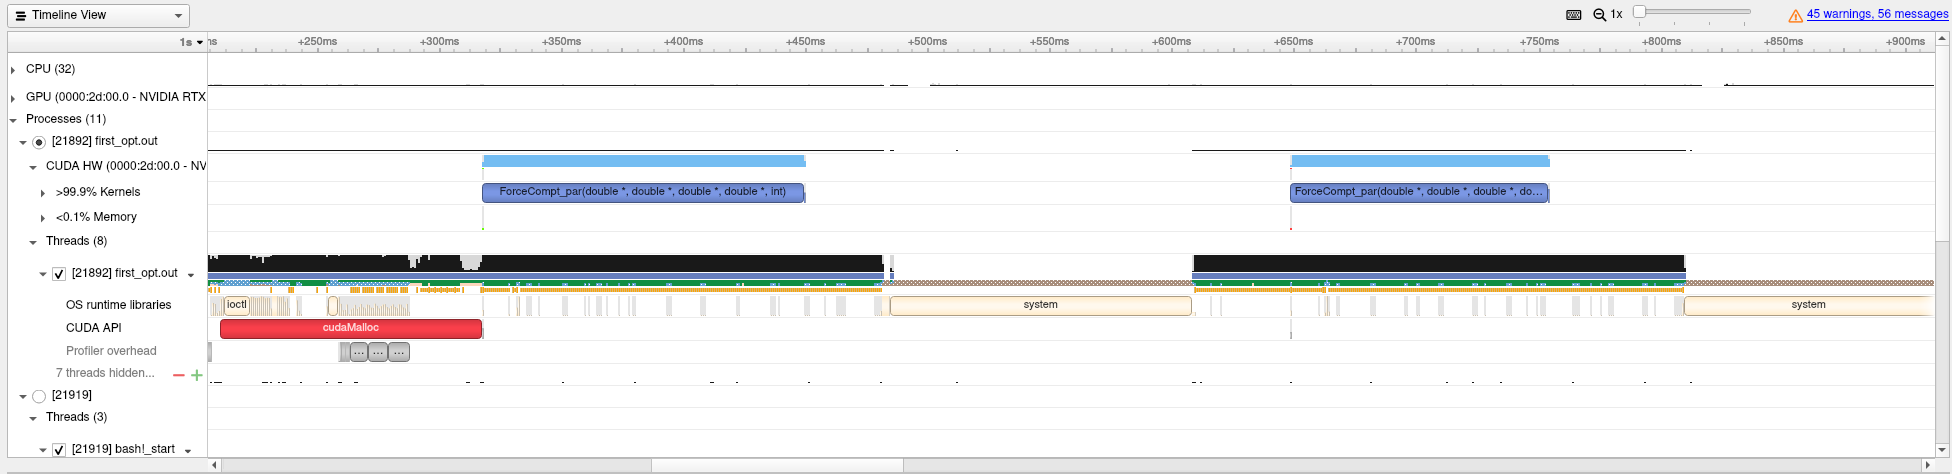 Timeline View
1x
45 warnings, 56 messages
1s
ns +250ms +300ms +350ms +400ms +450ms +500ms +550ms +600ms +650ms +700ms +750ms +800ms +850ms +900ms
CPU (32)
GPU (0000:2d:00.0 - NVIDIA RTX
Processes (11)
[21892] first_opt.out
CUDA HW (0000:2d:00.0 - NV
>99.9% Kernels
ForceCompt_par(double *, double *, double *, double *, int)
ForceCompt_par(double *, double *, double *, do...
<0.1% Memory
Threads (8)
[21892] first_opt.out
OS runtime libraries
ioctl
system
system
CUDA API
cudaMalloc
Profiler overhead
... ... ...
7 threads hidden...
[21919]
Threads (3)
[21919] bash!_start